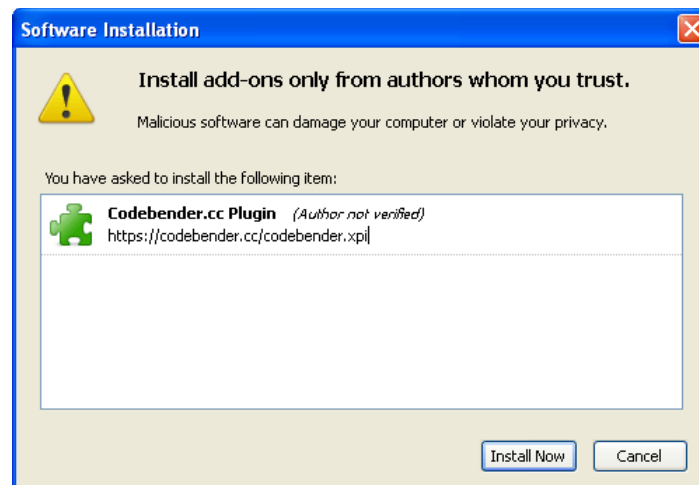 Software Installation
Install add-ons only from authors whom you trust.
Malicious software can damage your computer or violate your privacy.
You have asked to install the following item:
Codebender.cc Plugin (Author not verified)
https://codebender.cc/codebender.xpi
Install Now Cancel